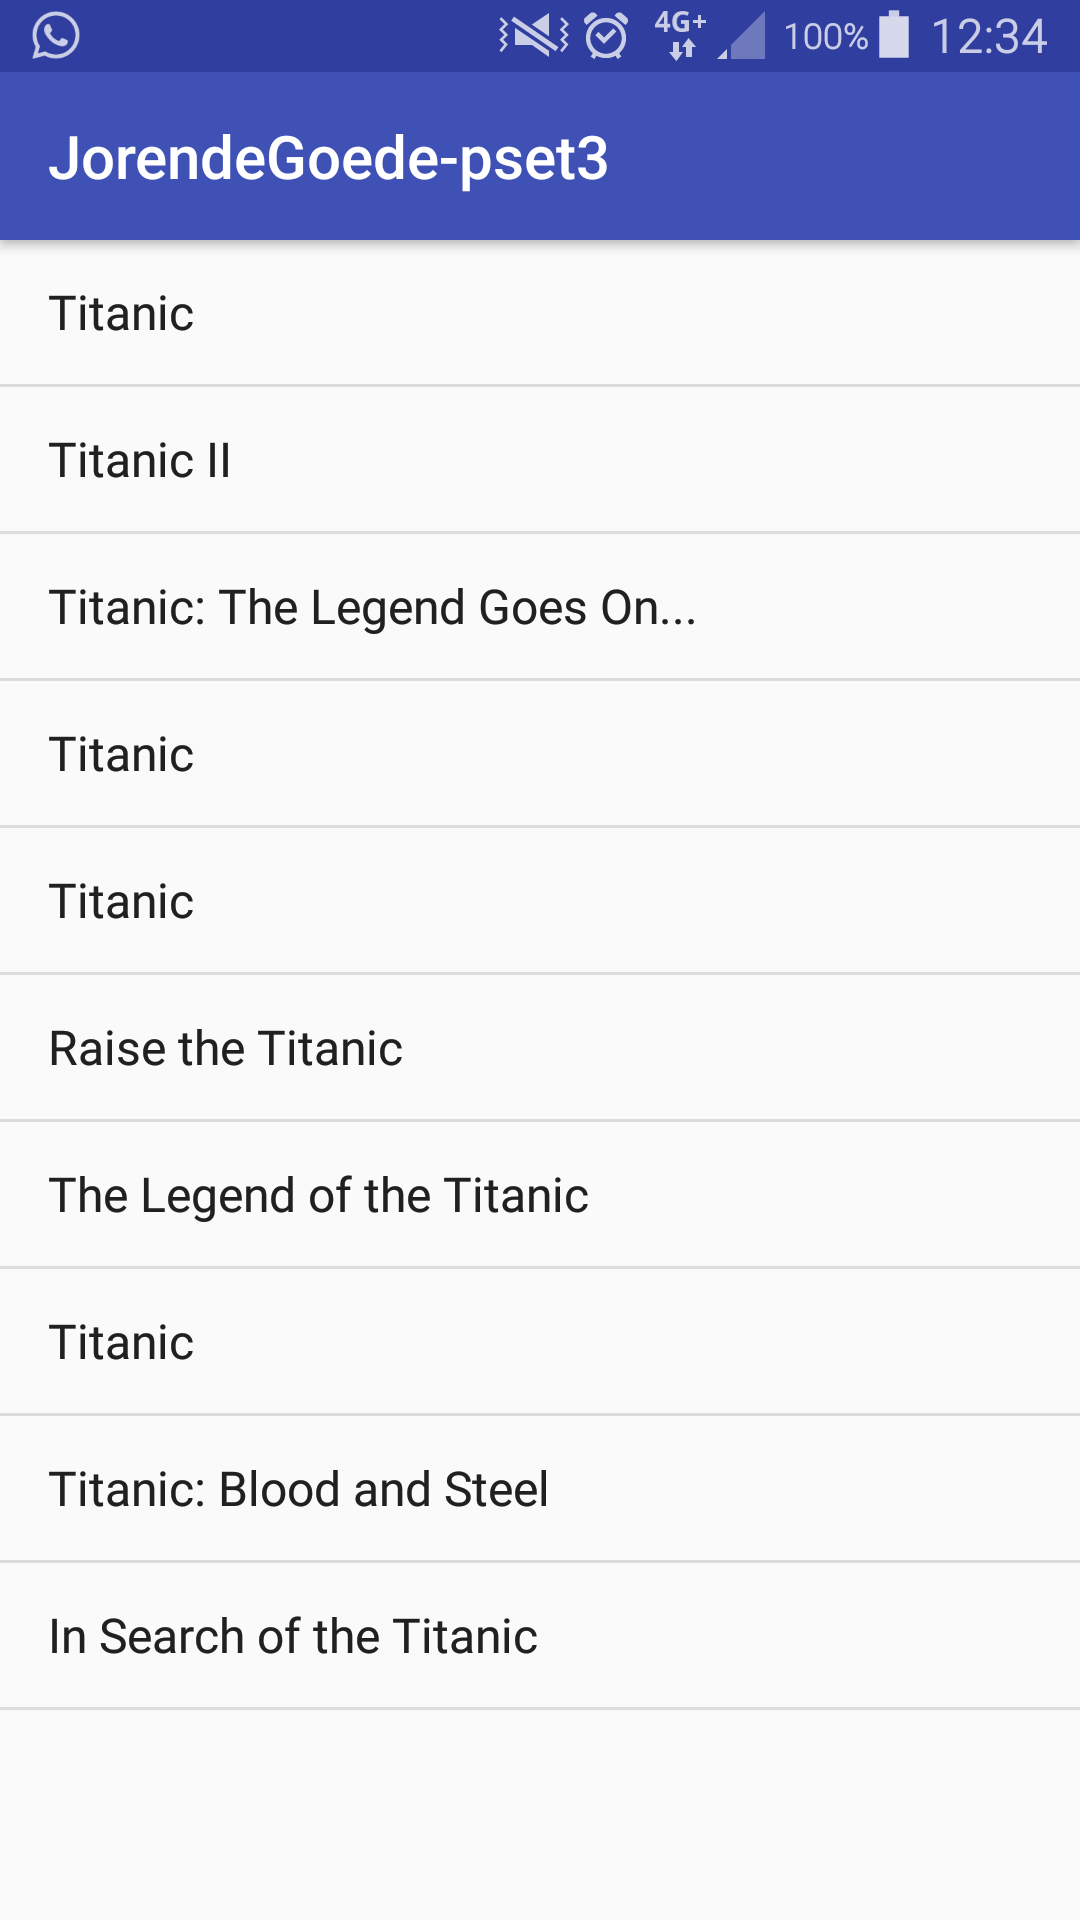 4G+ 100% 12:34
JorendeGoede-pset3
Titanic
Titanic II
Titanic: The Legend Goes On...
Titanic
Titanic
Raise the Titanic
The Legend of the Titanic
Titanic
Titanic: Blood and Steel
In Search of the Titanic